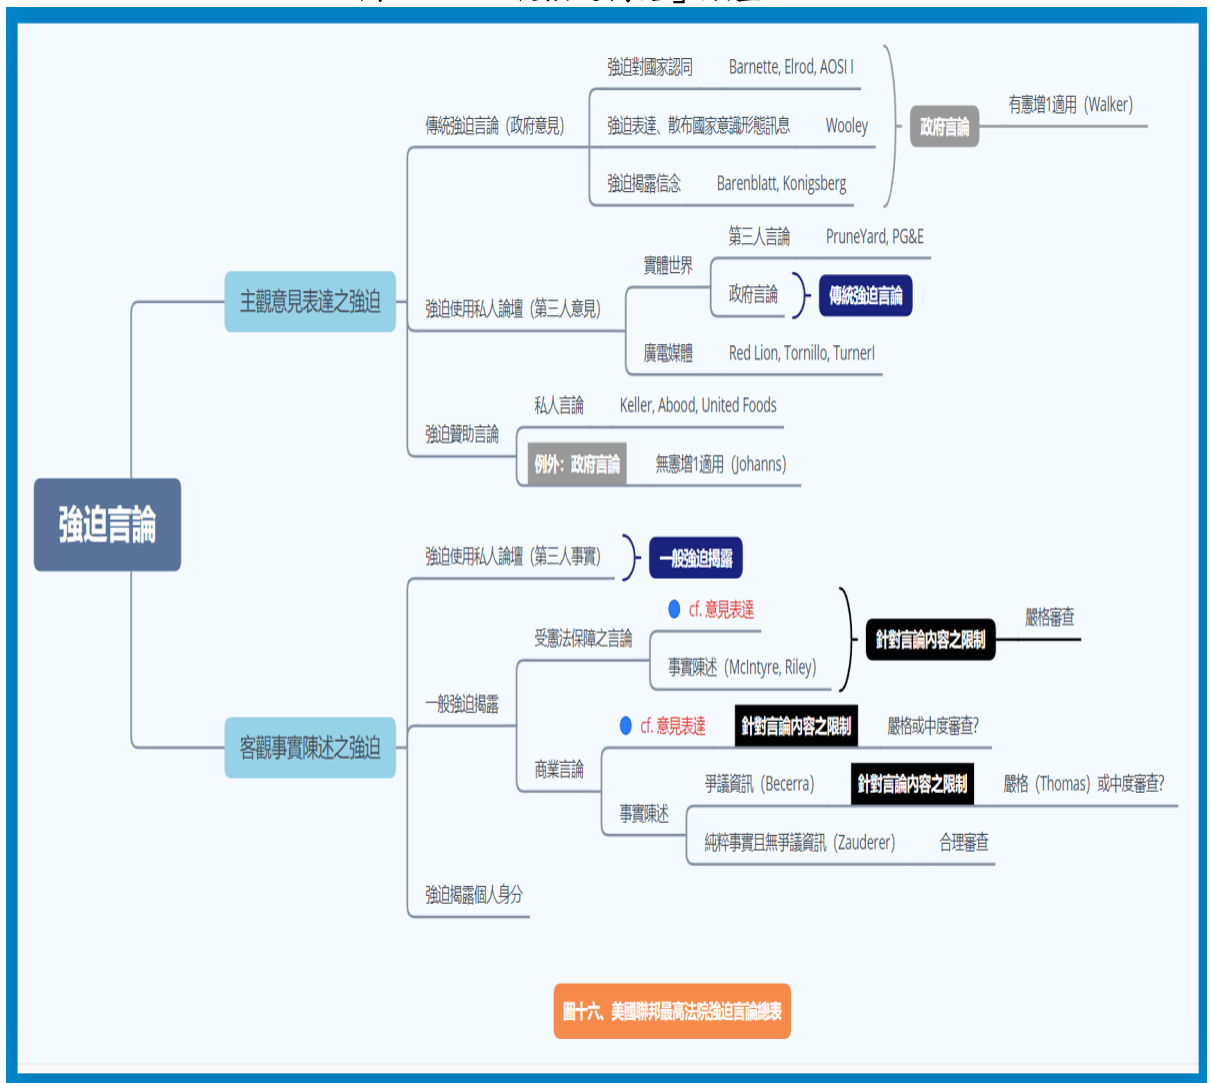 強迫言論
主觀意見表達之強迫
傳統強迫言論（政府意見）
強迫對國家認同 Barnette, Elrod, AOSI I
強迫表達、散布國家意識形態訊息 Wooley
強迫揭露信念 Barenblatt, Konigsberg
政府言論 有憲增1適用（Walker）
強迫使用私人論壇（第三人意見）
實體世界
第三人言論 PruneYard, PG&E
政府言論 傳統強迫言論
廣電媒體 Red Lion, Tornillo, TurnerI
強迫贊助言論
私人言論 Keller, Abood, United Foods
例外：政府言論 無憲增1適用（Johanns）
客觀事實陳述之強迫
強迫使用私人論壇（第三人事實） 一般強迫揭露
一般強迫揭露
受憲法保障之言論
cf. 意見表達
事實陳述（McIntyre, Riley）
針對言論內容之限制 嚴格審查
商業言論
cf. 意見表達 針對言論內容之限制 嚴格或中度審查？
事實陳述
爭議資訊（Becerra） 針對言論內容之限制 嚴格（Thomas）或中度審查？
純粹事實且無爭議資訊（Zauderer） 合理審查
強迫揭露個人身分
圖十六、美國聯邦最高法院強迫言論總表